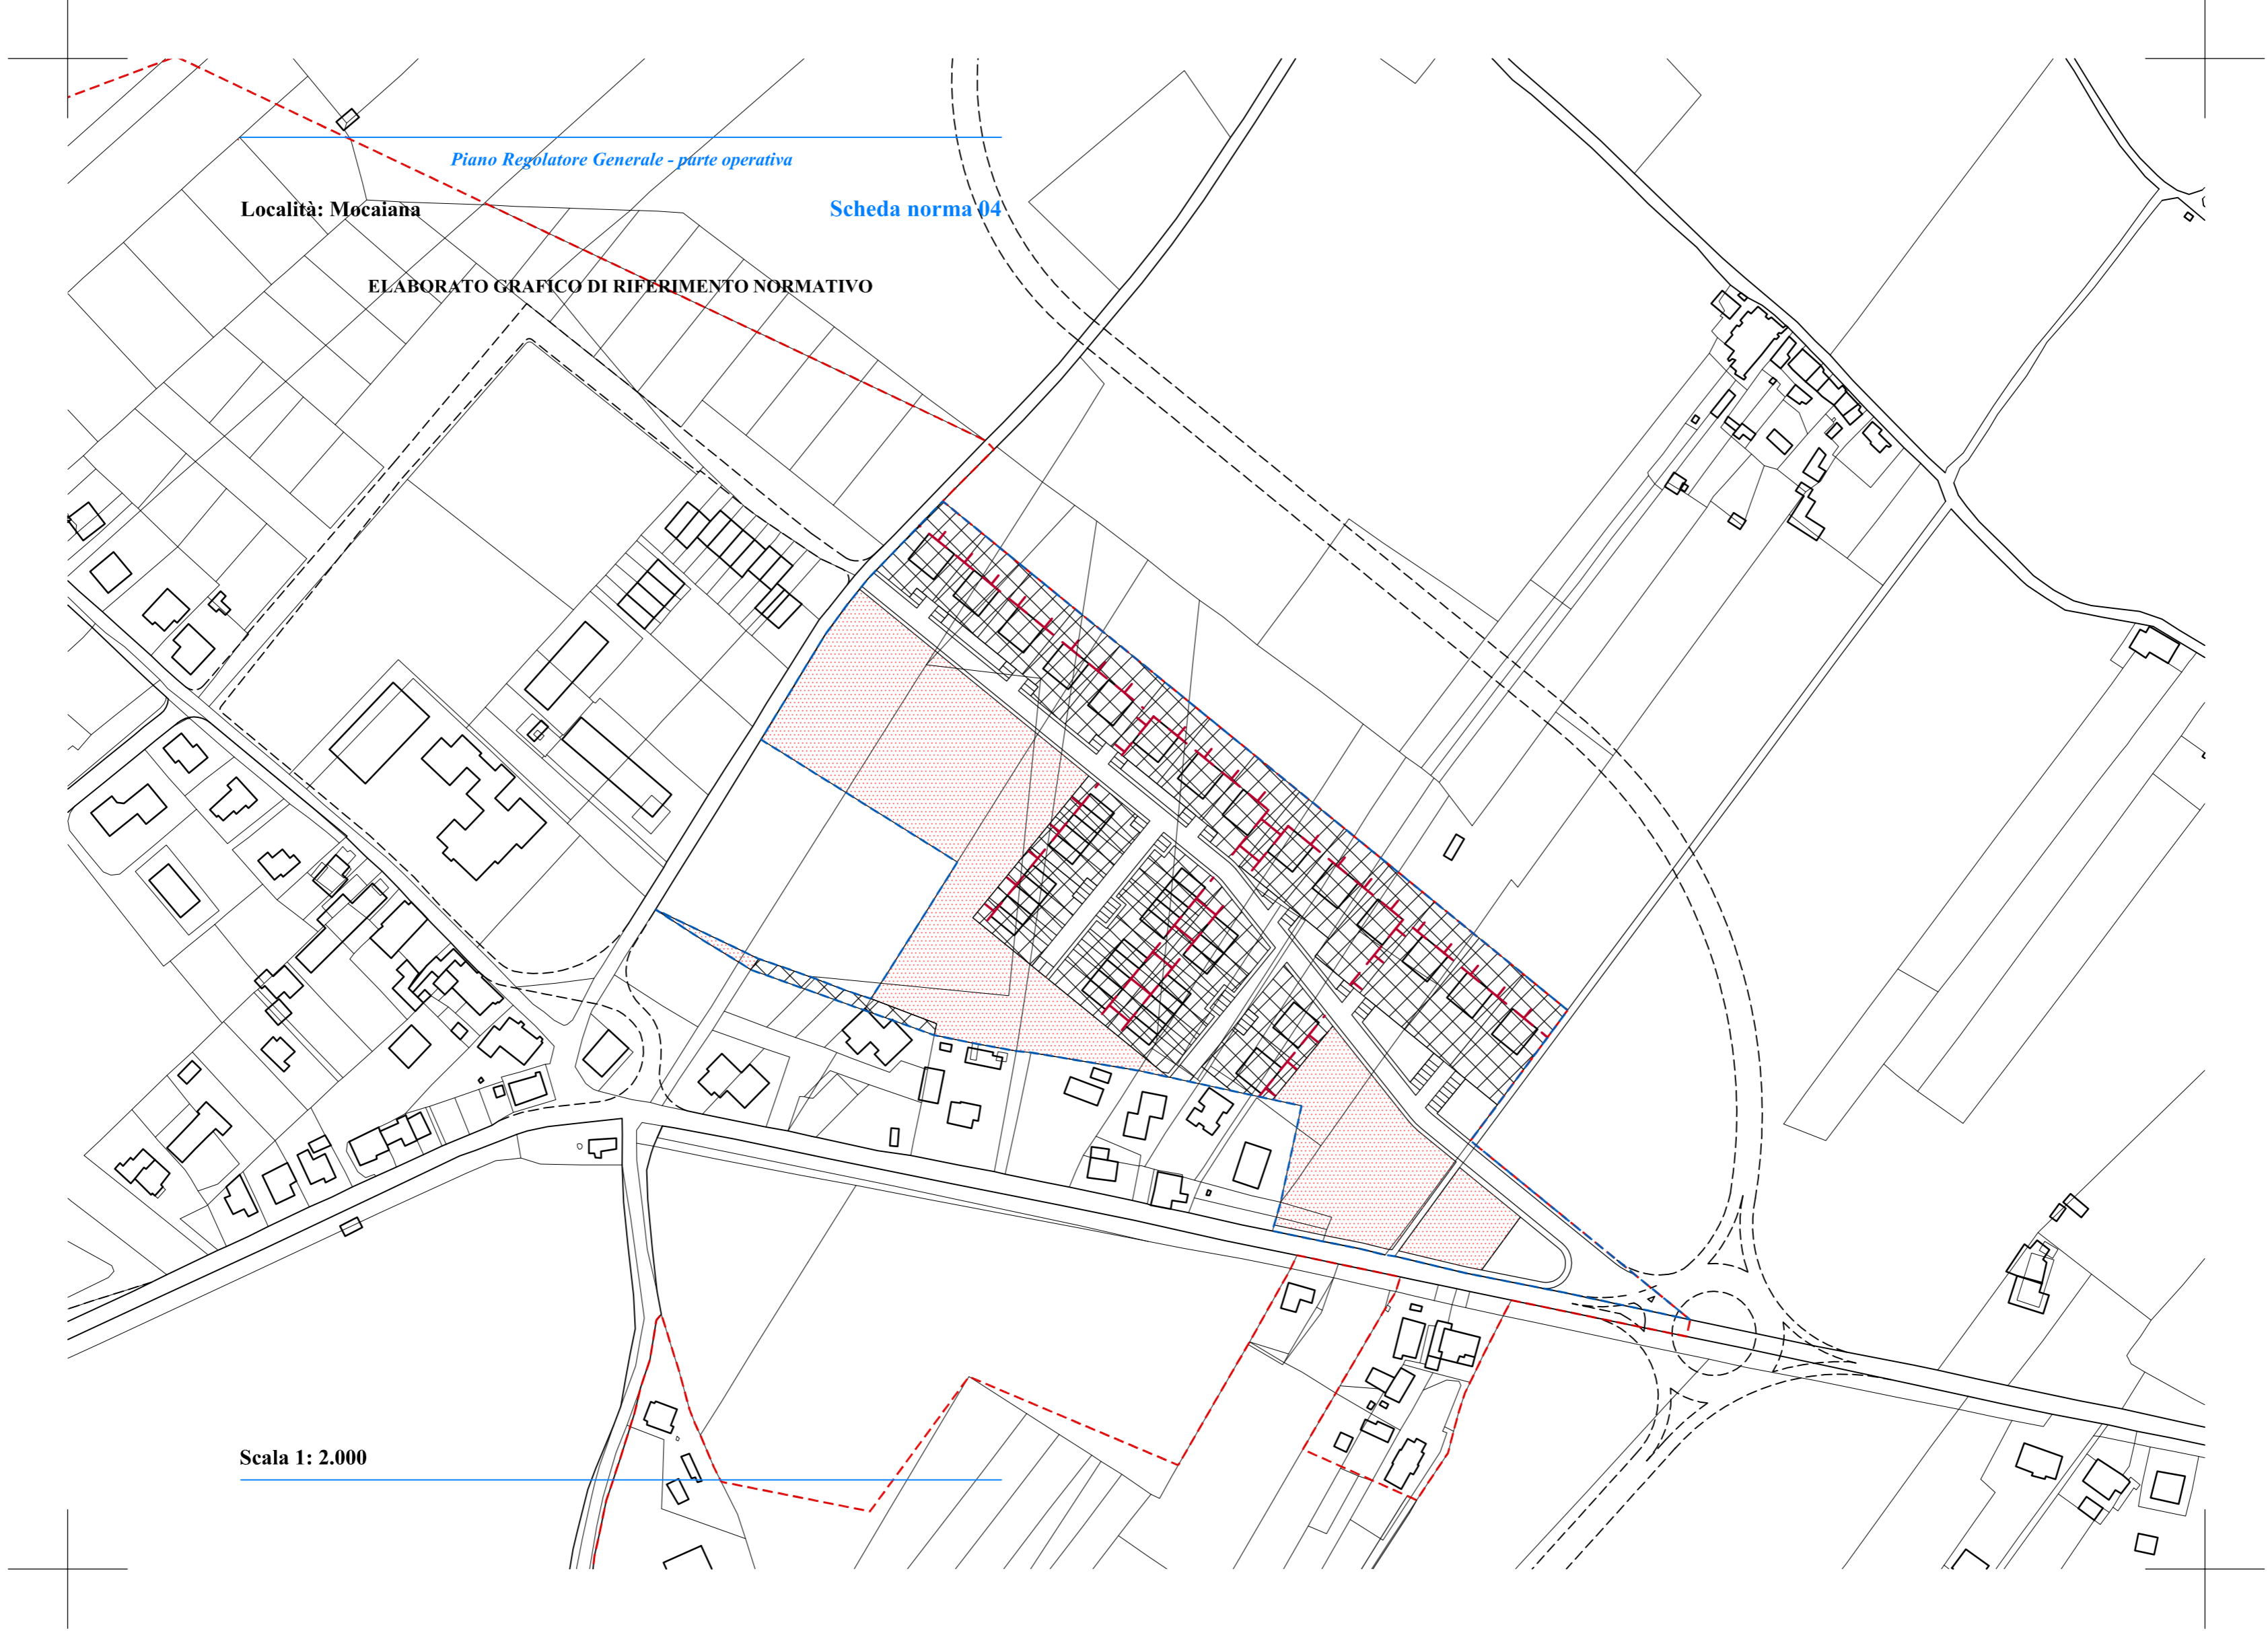 Piano Regolatore Generale - parte operativa
Località: Mocaiana
Scheda norma 04
ELABORATO GRAFICO DI RIFERIMENTO NORMATIVO
Scala 1: 2.000